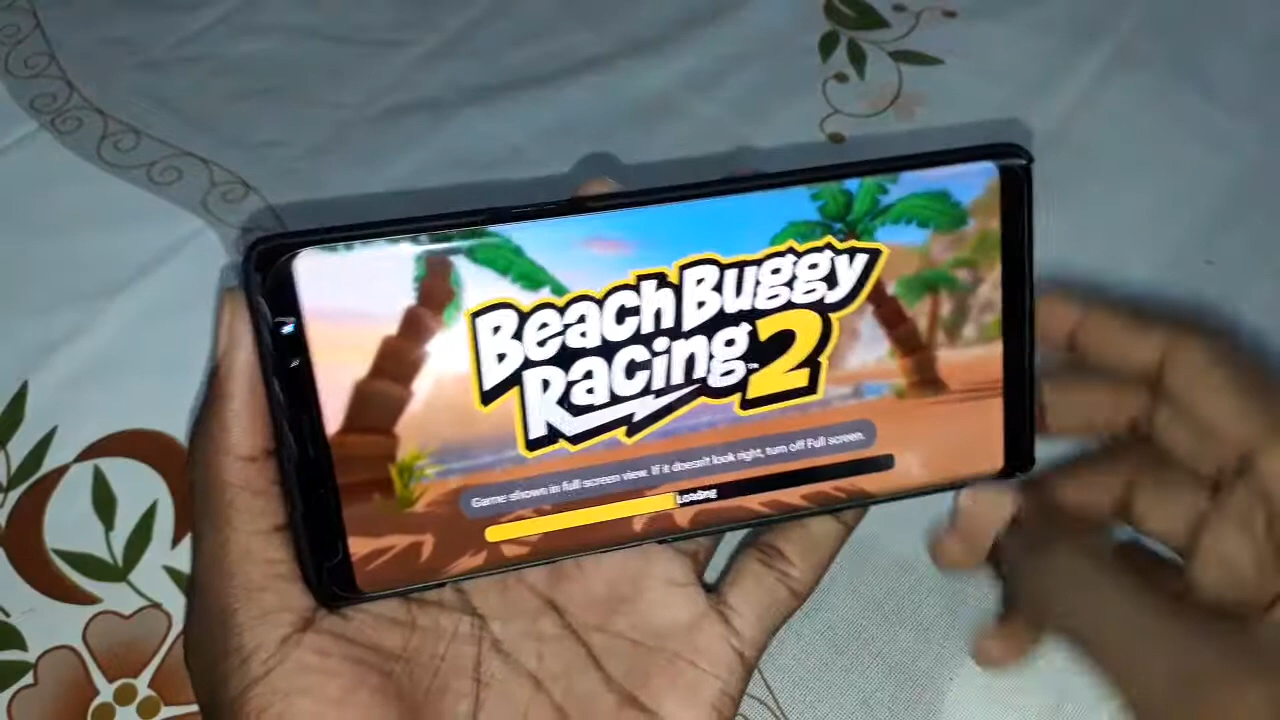 Beach Buggy
Racing 2
Game shown in full screen view. If it doesn't look right, turn off Full screen.
Loading